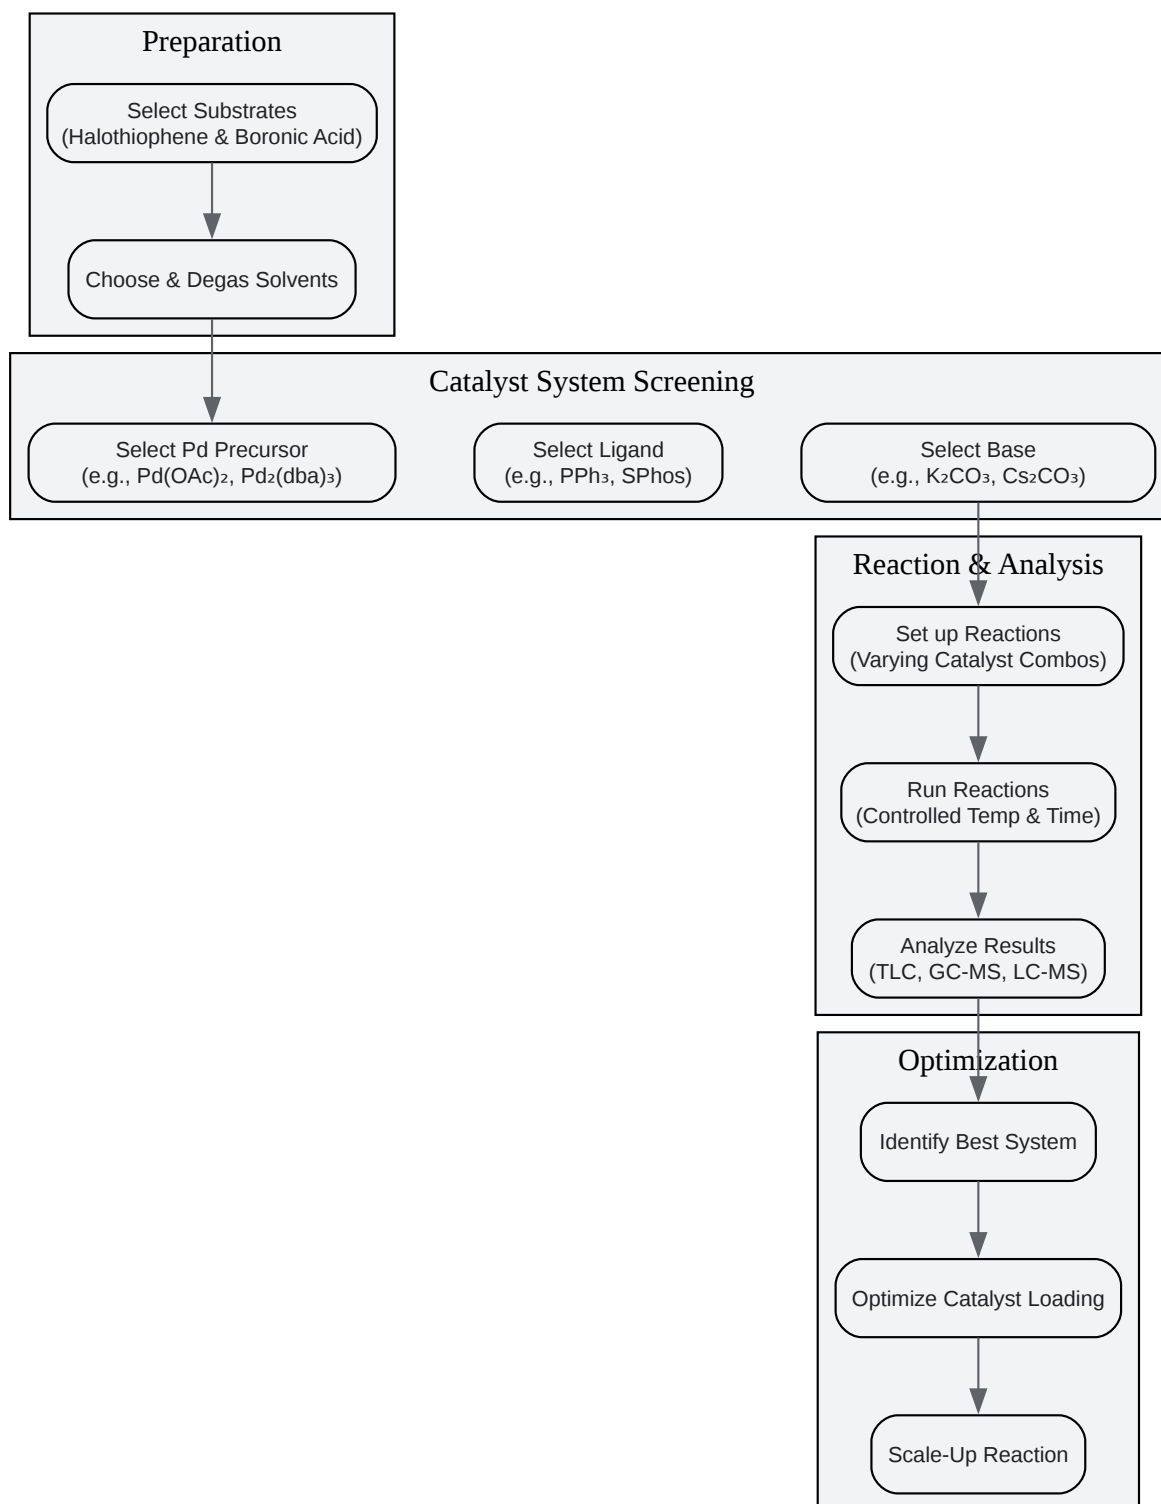 Preparation
Select Substrates
(Halothiophene & Boronic Acid)
Choose & Degas Solvents
Catalyst System Screening
Select Pd Precursor
(e.g., Pd(OAc)₂, Pd₂(dba)₃)
Select Ligand
(e.g., PPh₃, SPhos)
Select Base
(e.g., K₂CO₃, Cs₂CO₃)
Reaction & Analysis
Set up Reactions
(Varying Catalyst Combos)
Run Reactions
(Controlled Temp & Time)
Analyze Results
(TLC, GC-MS, LC-MS)
Optimization
Identify Best System
Optimize Catalyst Loading
Scale-Up Reaction